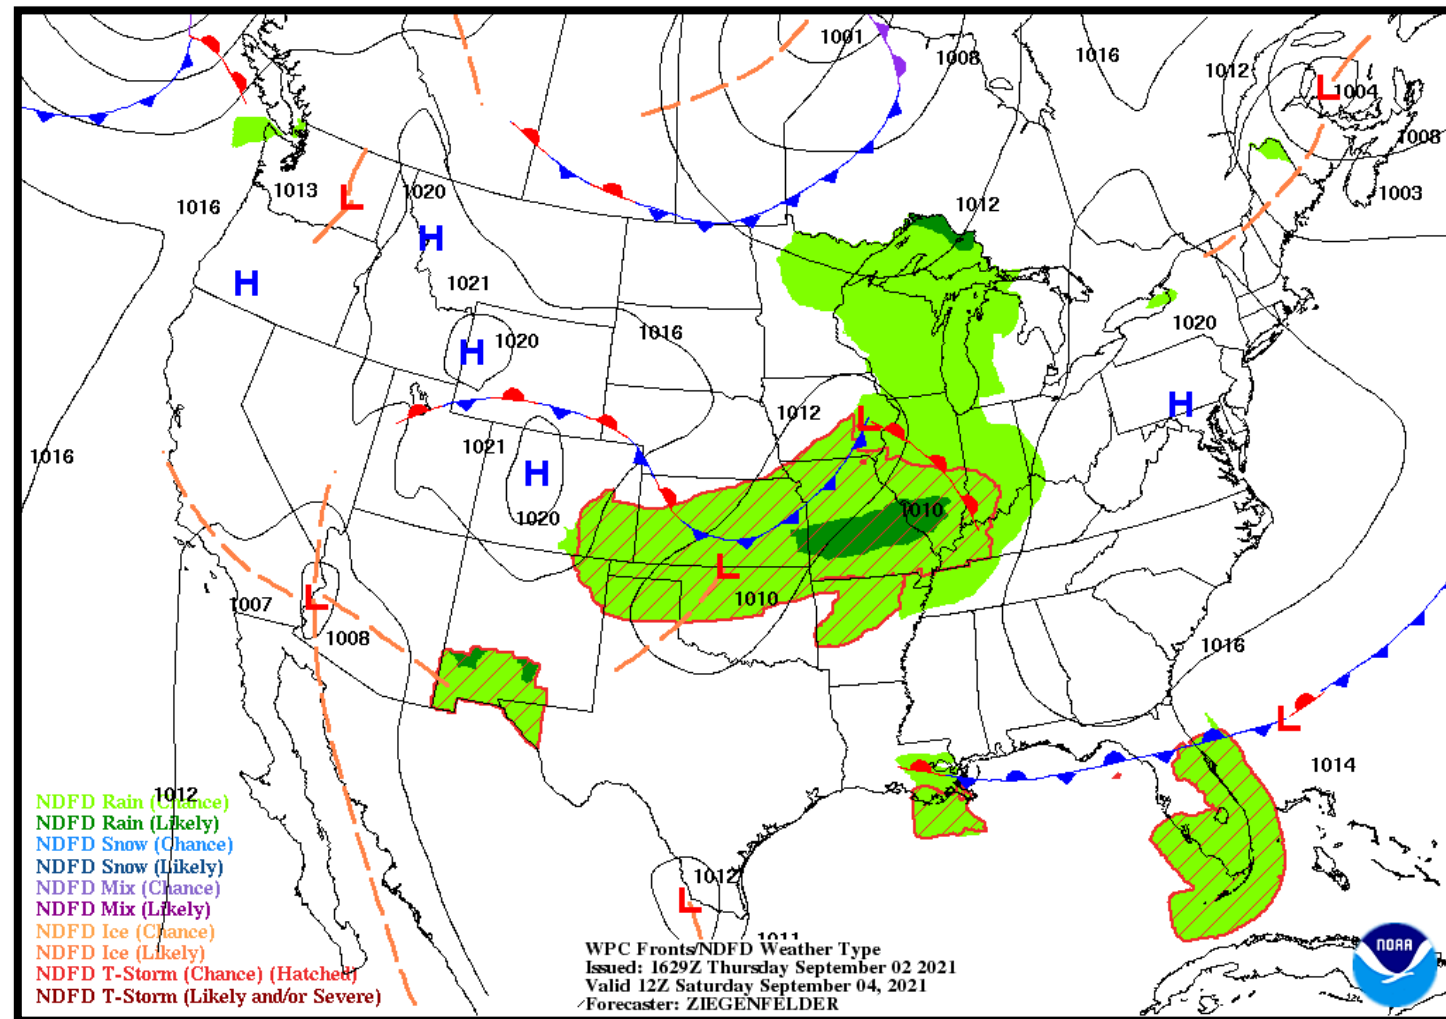 1001
1008
1016
1012
L
1004
1008
1013
L
1020
1016
1012
1003
H
H
1021
1020
H
1020
1016
1012
L
H
1021
1016
H
1020
1010
L
L
1007
1010
1008
1016
L
1014
1012
1012
L
1011
NDFD Rain (Chance)
NDFD Rain (Likely)
NDFD Snow (Chance)
NDFD Snow (Likely)
NDFD Mix (Chance)
NDFD Mix (Likely)
NDFD Ice (Chance)
NDFD Ice (Likely)
NDFD T-Storm (Chance) (Hatched)
NDFD T-Storm (Likely and/or Severe)
WPC Fronts/NDFD Weather Type
Issued: 1629Z Thursday September 02 2021
Valid 12Z Saturday September 04, 2021
Forecaster: ZIEGENFELDER
NOAA